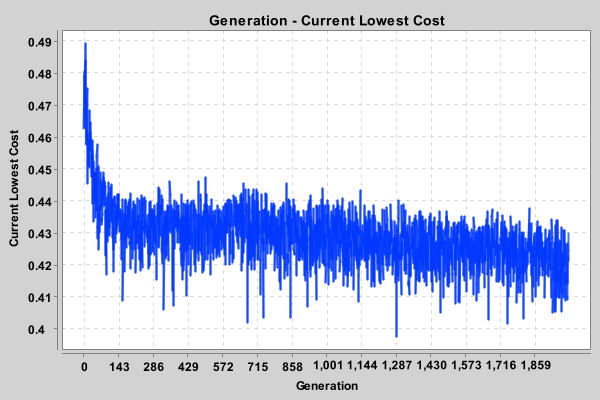 Generation - Current Lowest Cost
0.49
0.48
0.47
0.46
0.45
0.44
0.43
0.42
0.41
0.4
Current Lowest Cost
0 143 286 429 572 715 858 1,001 1,144 1,287 1,430 1,573 1,716 1,859
Generation